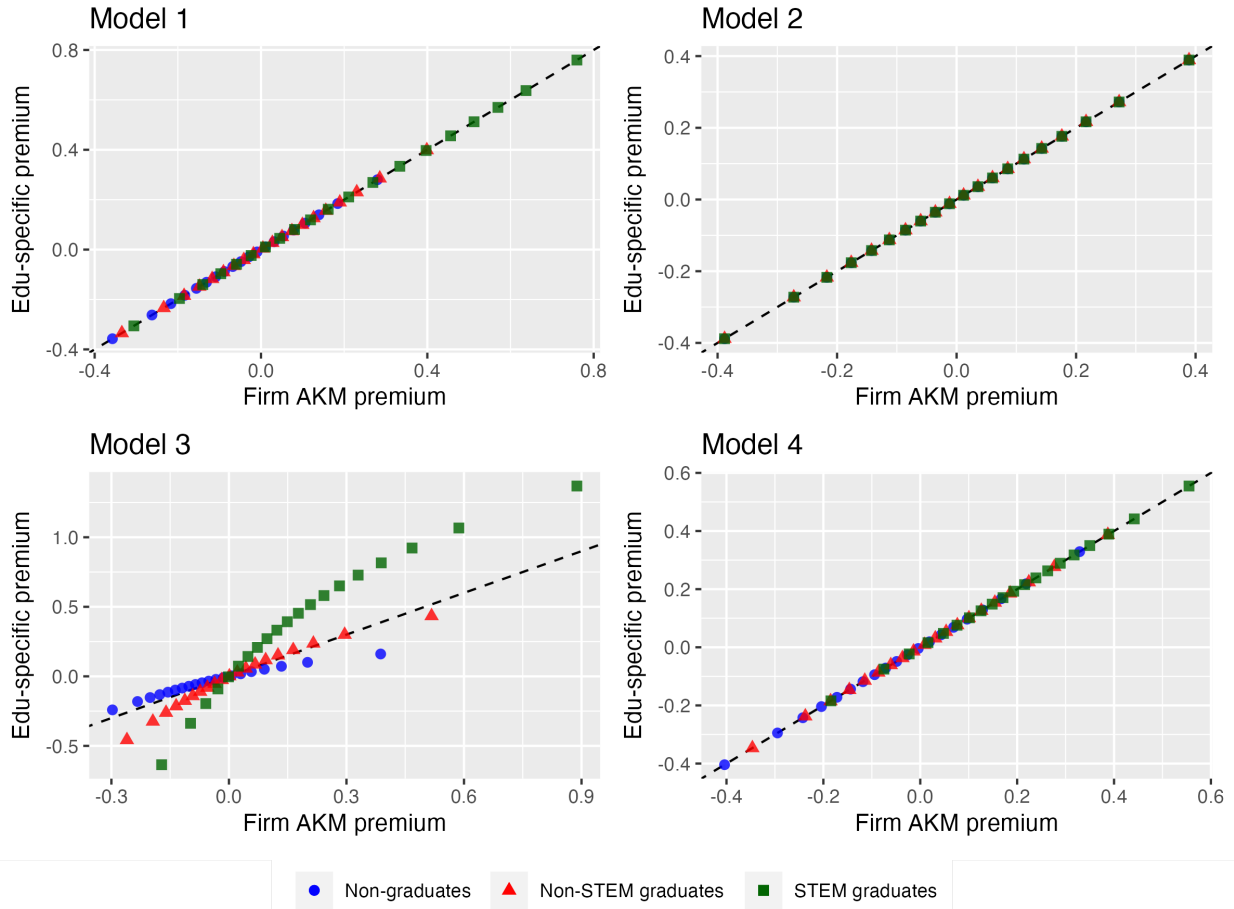 Model 1
Edu-specific premium
0.8
0.4
0.0
-0.4
-0.4 0.0 0.4 0.8
Firm AKM premium
Model 2
Edu-specific premium
0.4
0.2
0.0
-0.2
-0.4
-0.4 -0.2 0.0 0.2 0.4
Firm AKM premium
Model 3
Edu-specific premium
1.0
0.5
0.0
-0.5
-0.3 0.0 0.3 0.6 0.9
Firm AKM premium
Model 4
Edu-specific premium
0.6
0.4
0.2
0.0
-0.2
-0.4
-0.4 -0.2 0.0 0.2 0.4 0.6
Firm AKM premium
Non-graduates Non-STEM graduates STEM graduates